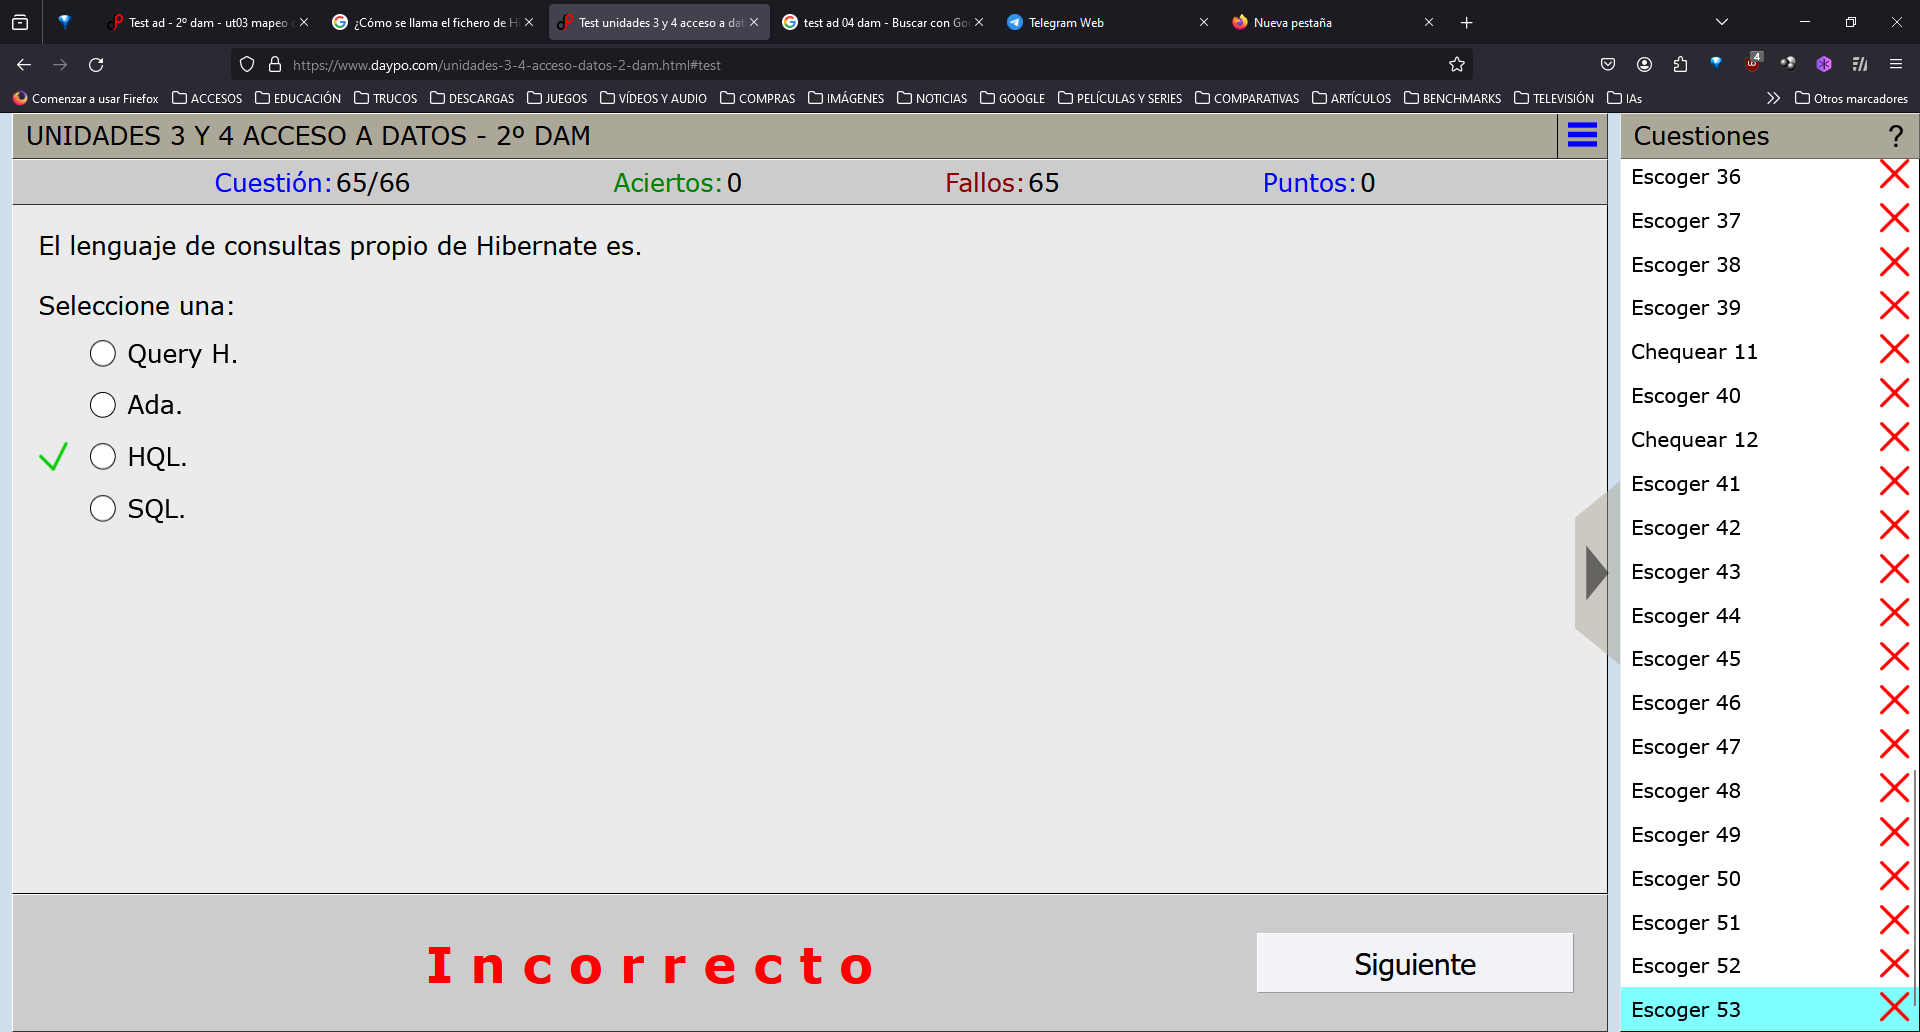 Test ad - 2º dam - ut03 mapeo
¿Cómo se llama el fichero de Hi
Test unidades 3 y 4 acceso a dat
test ad 04 dam - Buscar con Go
Telegram Web
Nueva pestaña
https://www.daypo.com/unidades-3-4-acceso-datos-2-dam.html#test
4
Comenzar a usar Firefox
ACCESOS
EDUCACIÓN
TRUCOS
DESCARGAS
JUEGOS
VÍDEOS Y AUDIO
COMPRAS
IMÁGENES
NOTICIAS
GOOGLE
PELÍCULAS Y SERIES
COMPARATIVAS
ARTÍCULOS
BENCHMARKS
TELEVISIÓN
IAs
Otros marcadores
UNIDADES 3 Y 4 ACCESO A DATOS - 2º DAM
Cuestión: 65/66 Aciertos: 0 Fallos: 65 Puntos: 0
El lenguaje de consultas propio de Hibernate es.
Seleccione una:
Query H.
Ada.
HQL.
SQL.
Incorrecto
Siguiente
Cuestiones ?
Escoger 36
Escoger 37
Escoger 38
Escoger 39
Chequear 11
Escoger 40
Chequear 12
Escoger 41
Escoger 42
Escoger 43
Escoger 44
Escoger 45
Escoger 46
Escoger 47
Escoger 48
Escoger 49
Escoger 50
Escoger 51
Escoger 52
Escoger 53